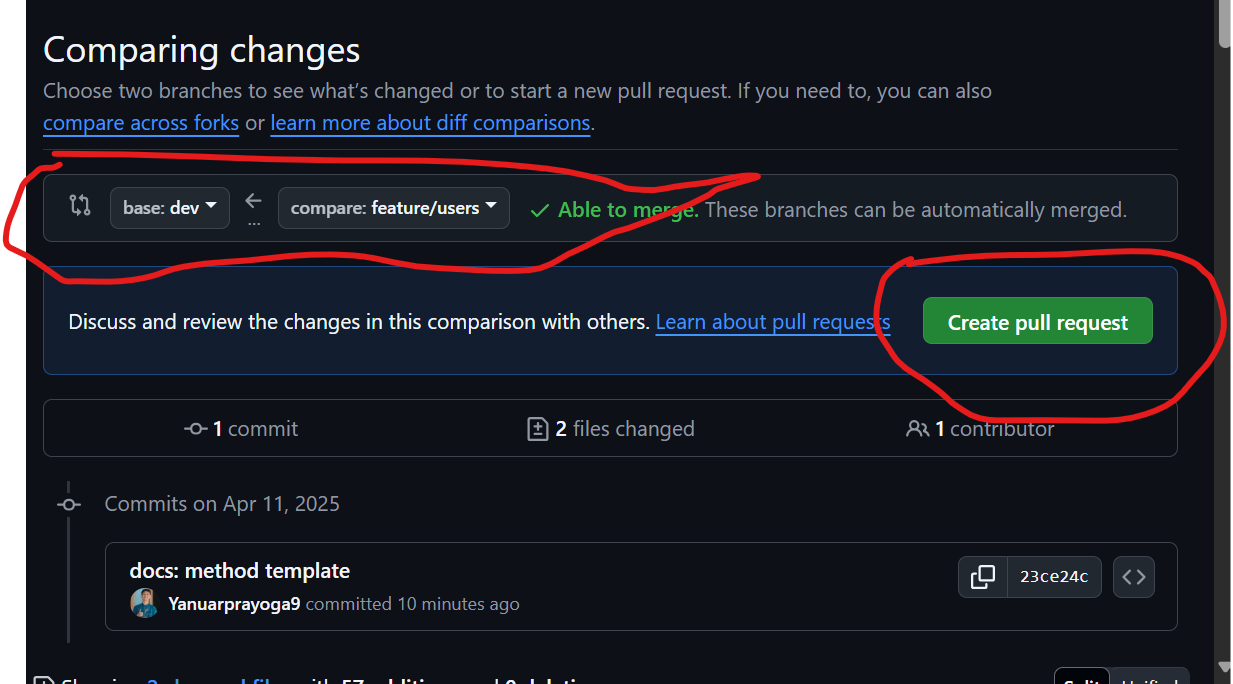 Comparing changes
Choose two branches to see what's changed or to start a new pull request. If you need to, you can also
compare across forks or learn more about diff comparisons.
base: dev ... compare: feature/users Able to merge. These branches can be automatically merged.
Discuss and review the changes in this comparison with others. Learn about pull requests Create pull request
1 commit 2 files changed 1 contributor
Commits on Apr 11, 2025
docs: method template
23ce24c
Yanuarprayoga9 committed 10 minutes ago